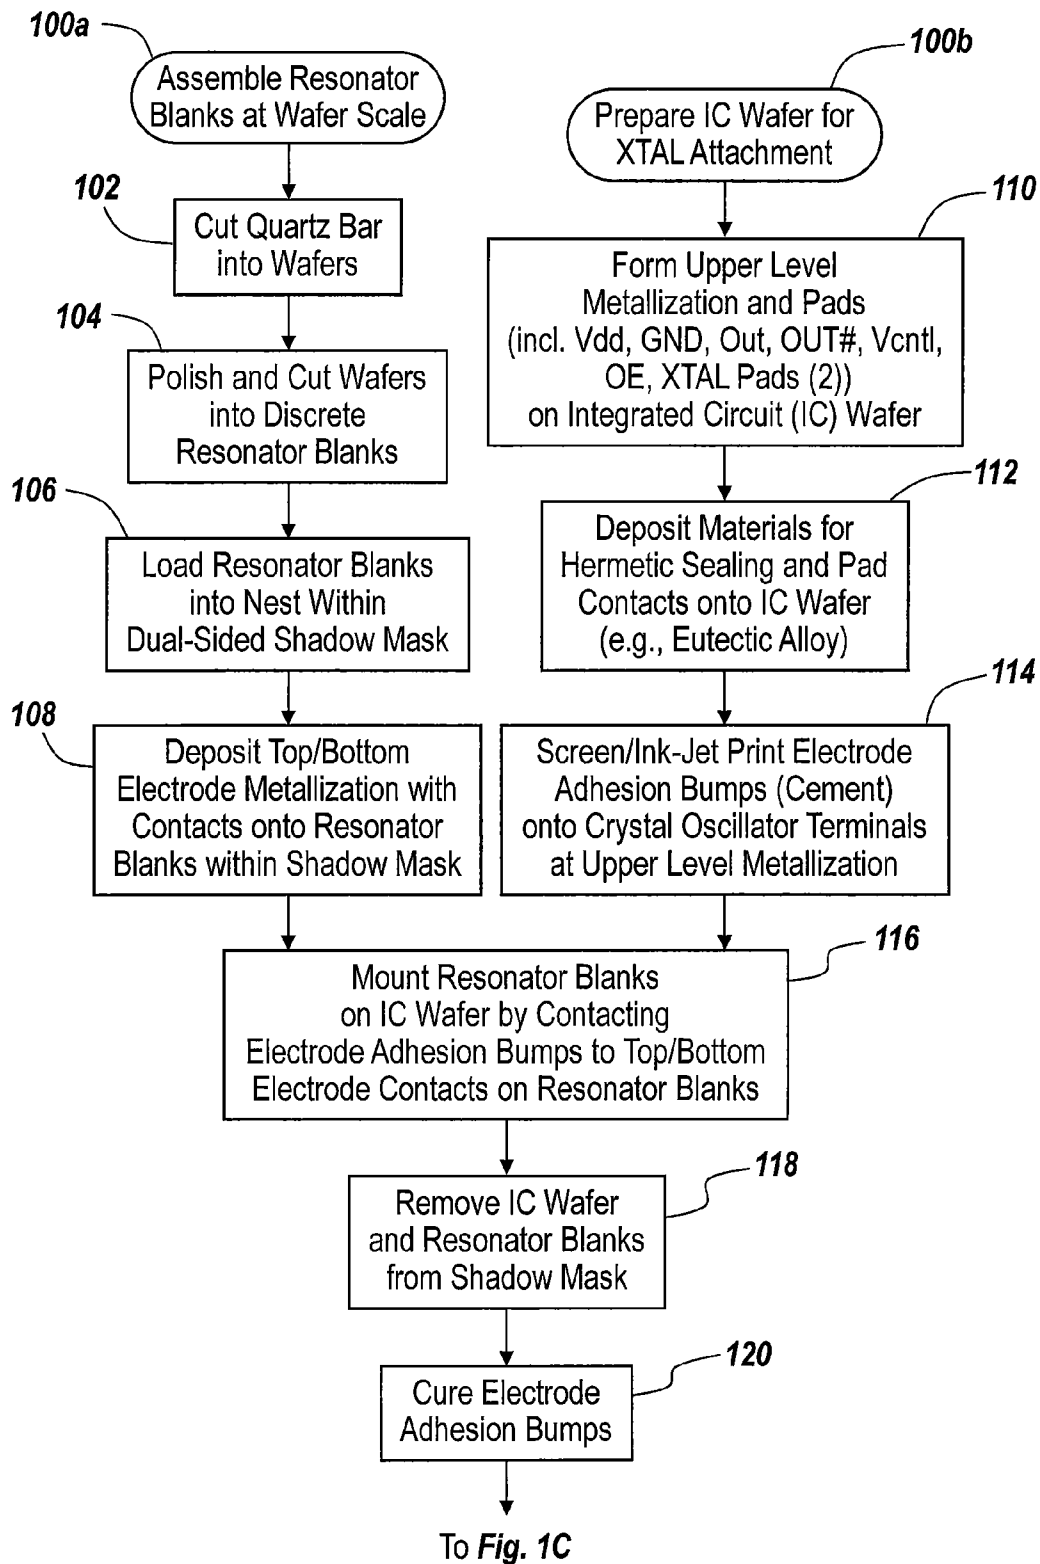 100a
Assemble Resonator
Blanks at Wafer Scale
102
Cut Quartz Bar
into Wafers
104
Polish and Cut Wafers
into Discrete
Resonator Blanks
106
Load Resonator Blanks
into Nest Within
Dual-Sided Shadow Mask
108
Deposit Top/Bottom
Electrode Metallization with
Contacts onto Resonator
Blanks within Shadow Mask
100b
Prepare IC Wafer for
XTAL Attachment
110
Form Upper Level
Metallization and Pads
(incl. Vdd, GND, Out, OUT#, Vcntl,
OE, XTAL Pads (2))
on Integrated Circuit (IC) Wafer
112
Deposit Materials for
Hermetic Sealing and Pad
Contacts onto IC Wafer
(e.g., Eutectic Alloy)
114
Screen/Ink-Jet Print Electrode
Adhesion Bumps (Cement)
onto Crystal Oscillator Terminals
at Upper Level Metallization
116
Mount Resonator Blanks
on IC Wafer by Contacting
Electrode Adhesion Bumps to Top/Bottom
Electrode Contacts on Resonator Blanks
118
Remove IC Wafer
and Resonator Blanks
from Shadow Mask
120
Cure Electrode
Adhesion Bumps
To Fig. 1C